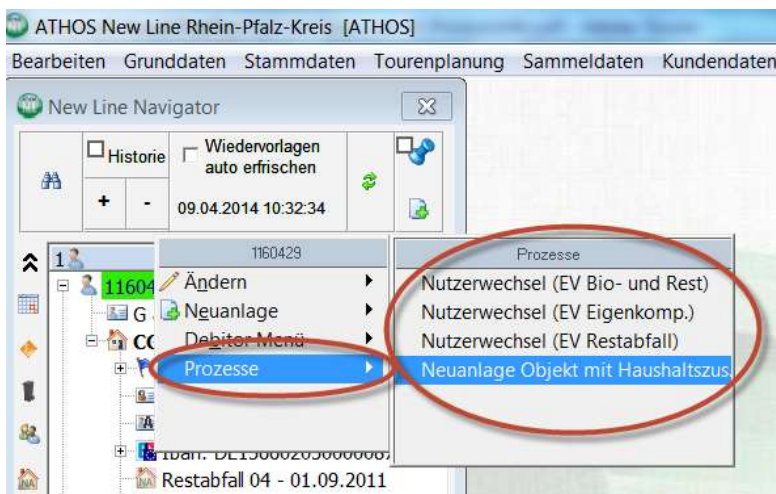 ATHOS New Line Rhein-Pfalz-Kreis [ATHOS]
Bearbeiten Grunddaten Stammdaten Tourenplanung Sammeldaten Kundendaten
New Line Navigator
Historie
Wiedervorlagen
auto erfrischen
+ -
09.04.2014 10:32:34
1
1160429
Prozesse
11604
Ändern
Nutzerwechsel (EV Bio- und Rest)
G
Neuanlage
Nutzerwechsel (EV Eigenkomp.)
Debitor Menü
Nutzerwechsel (EV Restabfall)
Prozesse
Neuanlage Objekt mit Haushaltszus.
Restabfall 04 - 01.09.2011